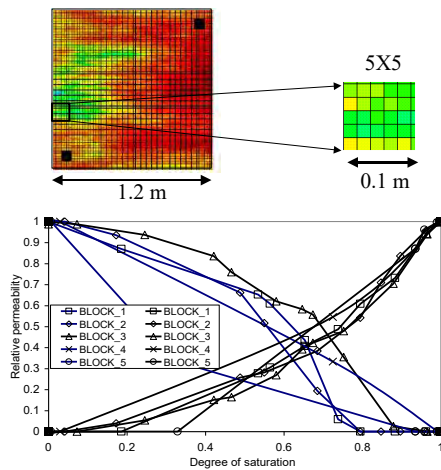 5X5
1.2 m
0.1 m
1
0.9
0.8
0.7
0.6
0.5
0.4
0.3
0.2
0.1
0
Relative permeability
BLOCK_1 BLOCK_1
BLOCK_2 BLOCK_2
BLOCK_3 BLOCK_3
BLOCK_4 BLOCK_4
BLOCK_5 BLOCK_5
0 0.2 0.4 0.6 0.8 1
Degree of saturation